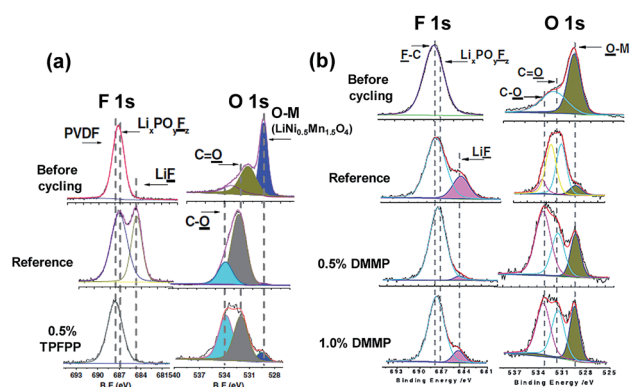 (a)
F 1s
O 1s
PVDF
LixPOyFz
LiF
C=O
O-M
(LiNi0.5Mn1.5O4)
Before
cycling
C-O
Reference
0.5%
TPFPP
693 690 687 684 681 540 537 534 531 528
B.E /(eV)
B.E /(eV)
(b)
F 1s
O 1s
F-C
LixPOyFz
O-M
C=O
C-O
Before
cycling
LiF
Reference
0.5% DMMP
1.0% DMMP
693 690 687 684 681
537 534 531 528 525
Binding Energy /eV
Binding Energy /eV